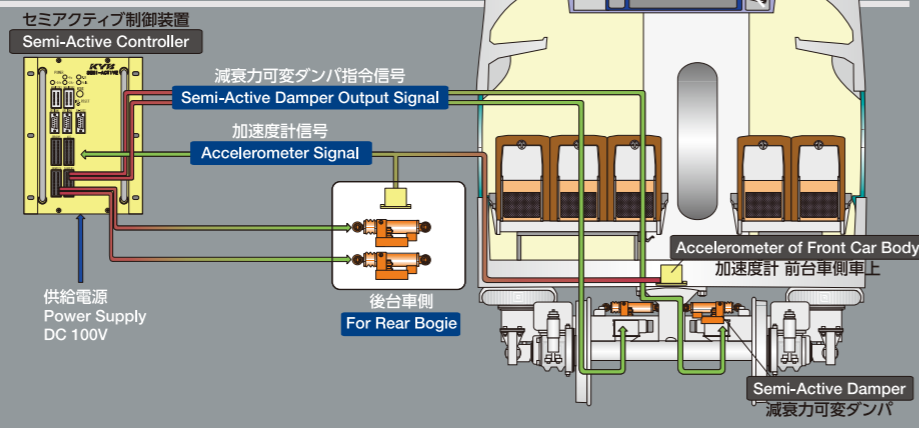 セミアクティブ制御装置
Semi-Active Controller
KYB
SEMI-ACTIVE
減衰力可変ダンパ指令信号
Semi-Active Damper Output Signal
加速度計信号
Accelerometer Signal
供給電源
Power Supply
DC 100V
後台車側
For Rear Bogie
Accelerometer of Front Car Body
加速度計 前台車側車上
Semi-Active Damper
減衰力可変ダンパ